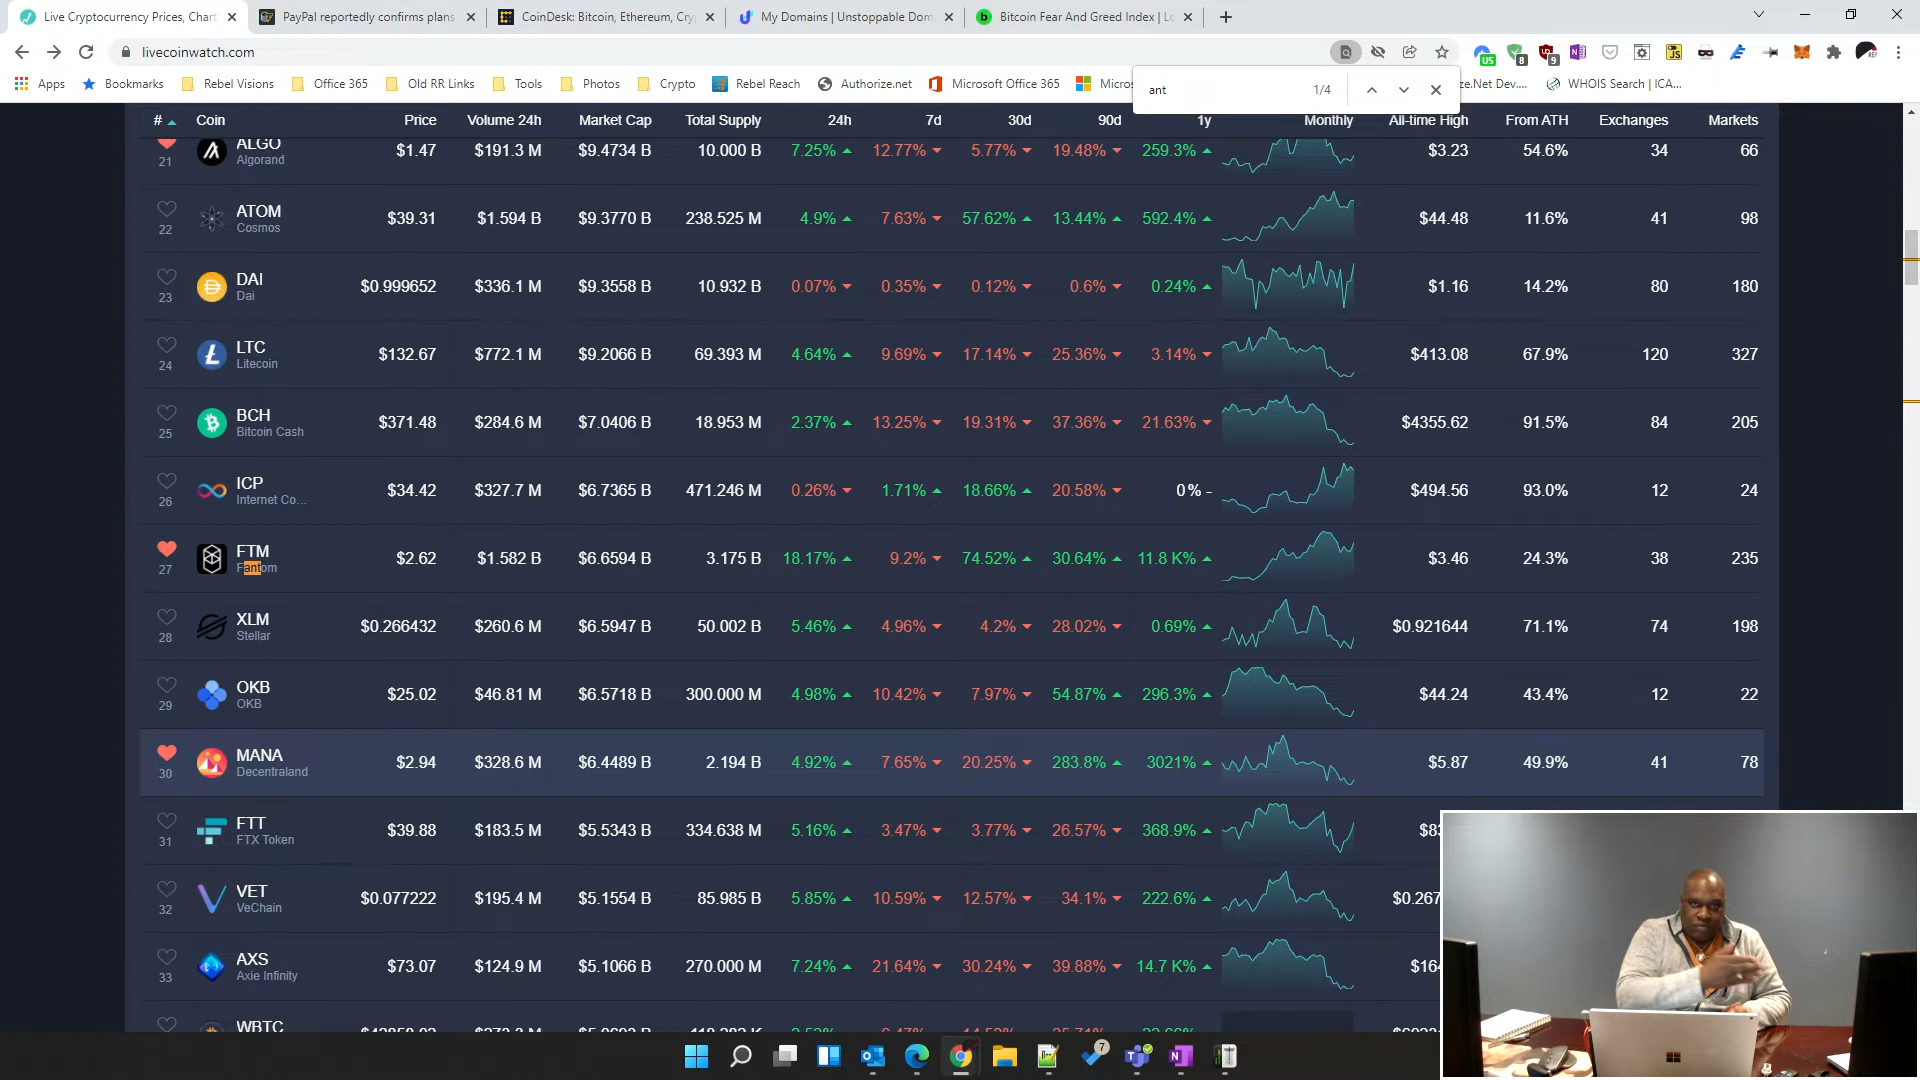 Live Cryptocurrency Prices, Chart
PayPal reportedly confirms plans
CoinDesk: Bitcoin, Ethereum, Cry
My Domains | Unstoppable Dom
Bitcoin Fear And Greed Index | Lo
livecoinwatch.com
US 8 9
Apps Bookmarks Rebel Visions Office 365 Old RR Links Tools Photos Crypto Rebel Reach Authorize.net Microsoft Office 365 Micros ze.Net Dev.... WHOIS Search | ICA...
ant 1/4
# Coin Price Volume 24h Market Cap Total Supply 24h 7d 30d 90d 1y Monthly All-time High From ATH Exchanges Markets
21 ALGO Algorand $1.47 $191.3 M $9.4734 B 10.000 B 7.25% 12.77% 5.77% 19.48% 259.3% $3.23 54.6% 34 66
22 ATOM Cosmos $39.31 $1.594 B $9.3770 B 238.525 M 4.9% 7.63% 57.62% 13.44% 592.4% $44.48 11.6% 41 98
23 DAI Dai $0.999652 $336.1 M $9.3558 B 10.932 B 0.07% 0.35% 0.12% 0.6% 0.24% $1.16 14.2% 80 180
24 LTC Litecoin $132.67 $772.1 M $9.2066 B 69.393 M 4.64% 9.69% 17.14% 25.36% 3.14% $413.08 67.9% 120 327
25 BCH Bitcoin Cash $371.48 $284.6 M $7.0406 B 18.953 M 2.37% 13.25% 19.31% 37.36% 21.63% $4355.62 91.5% 84 205
26 ICP Internet Co... $34.42 $327.7 M $6.7365 B 471.246 M 0.26% 1.71% 18.66% 20.58% 0% - $494.56 93.0% 12 24
27 FTM Fantom $2.62 $1.582 B $6.6594 B 3.175 B 18.17% 9.2% 74.52% 30.64% 11.8 K% $3.46 24.3% 38 235
28 XLM Stellar $0.266432 $260.6 M $6.5947 B 50.002 B 5.46% 4.96% 4.2% 28.02% 0.69% $0.921644 71.1% 74 198
29 OKB OKB $25.02 $46.81 M $6.5718 B 300.000 M 4.98% 10.42% 7.97% 54.87% 296.3% $44.24 43.4% 12 22
30 MANA Decentraland $2.94 $328.6 M $6.4489 B 2.194 B 4.92% 7.65% 20.25% 283.8% 3021% $5.87 49.9% 41 78
31 FTT FTX Token $39.88 $183.5 M $5.5343 B 334.638 M 5.16% 3.47% 3.77% 26.57% 368.9%
32 VET VeChain $0.077222 $195.4 M $5.1554 B 85.985 B 5.85% 10.59% 12.57% 34.1% 222.6% $0.267
33 AXS Axie Infinity $73.07 $124.9 M $5.1066 B 270.000 M 7.24% 21.64% 30.24% 39.88% 14.7 K% $164
WBTC
7